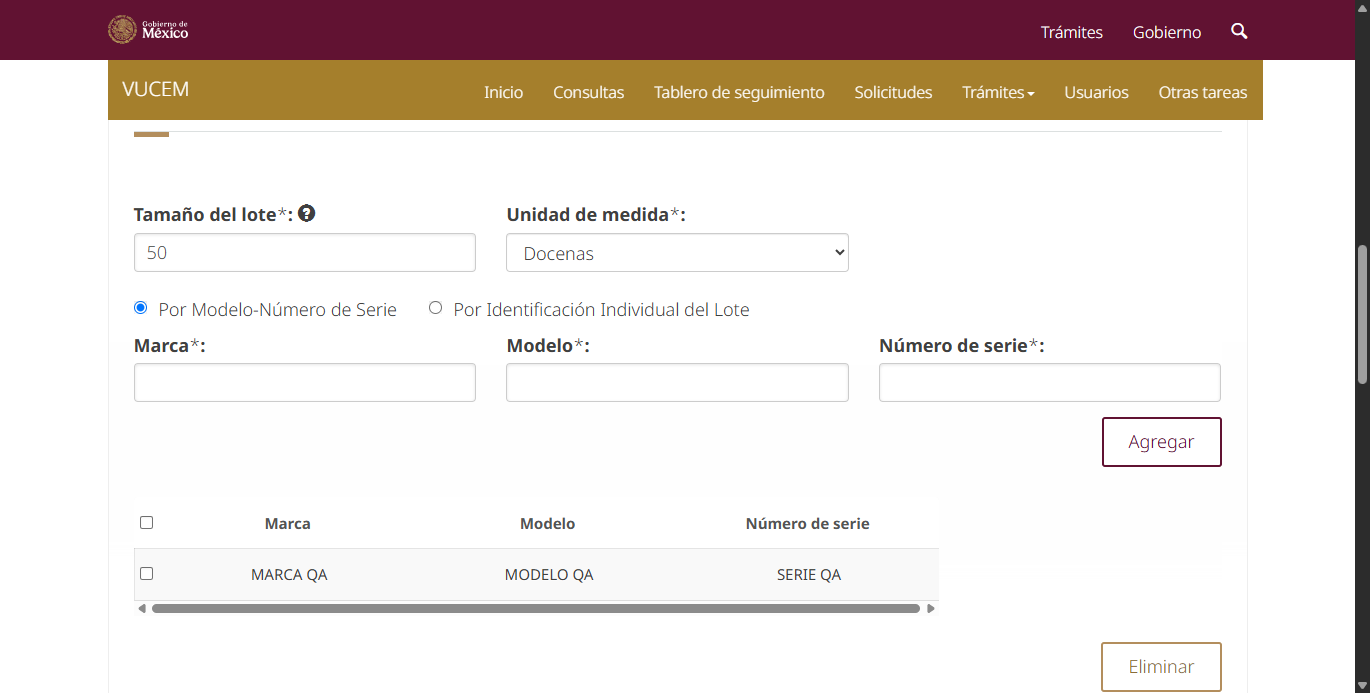 Gobierno de
México
Trámites Gobierno
VUCEM
Inicio Consultas Tablero de seguimiento Solicitudes Trámites Usuarios Otras tareas
Tamaño del lote*: ?
Unidad de medida*:
50
Docenas
Por Modelo-Número de Serie Por Identificación Individual del Lote
Marca*: Modelo*: Número de serie*:
Agregar
Marca Modelo Número de serie
MARCA QA MODELO QA SERIE QA
Eliminar